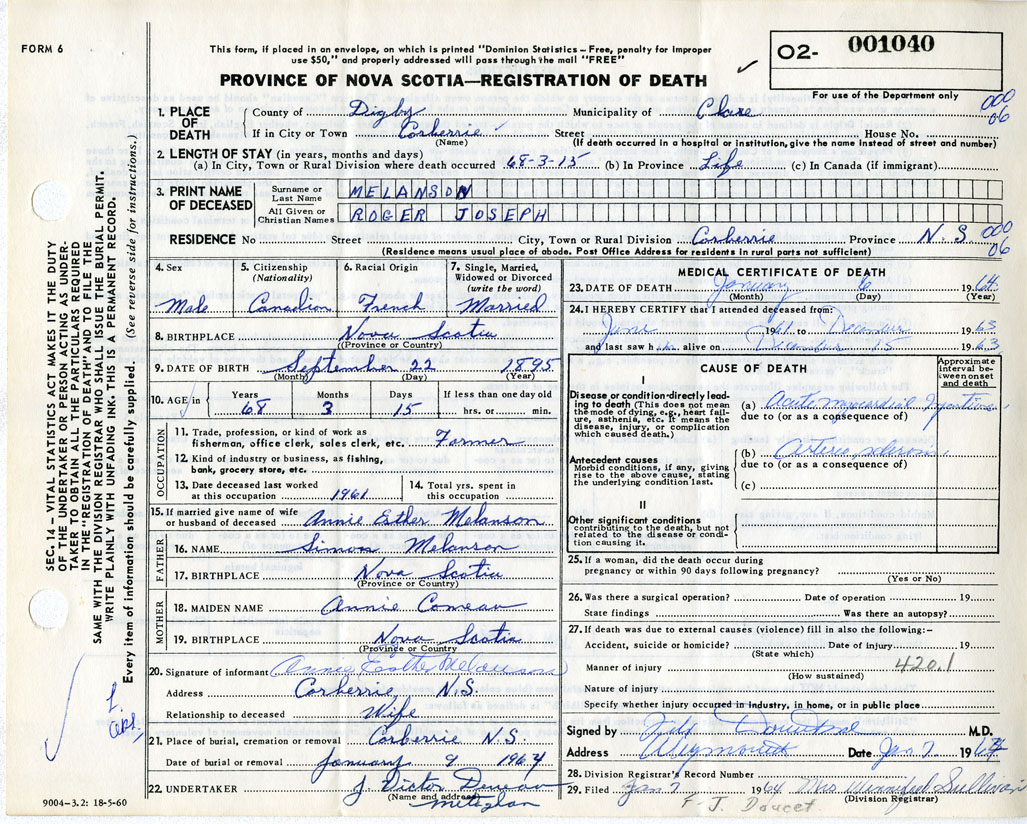 FORM 6
This form, if placed in an envelope, on which is printed "Dominion Statistics – Free, penalty for improper
use $50," and properly addressed will pass through the mail "FREE"
PROVINCE OF NOVA SCOTIA—REGISTRATION OF DEATH
O2- 001040
For use of the Department only
SEC. 14 – VITAL STATISTICS ACT MAKES IT THE DUTY
OF THE UNDERTAKER OR PERSON ACTING AS UNDER-
TAKER TO OBTAIN ALL THE PARTICULARS REQUIRED
IN THE "REGISTRATION OF DEATH" AND TO FILE THE
SAME WITH THE DIVISION REGISTRAR WHO SHALL ISSUE THE BURIAL PERMIT.
WRITE PLAINLY WITH UNFADING INK. THIS IS A PERMANENT RECORD.
Every item of information should be carefully supplied. (See reverse side for instructions.)
1. PLACE OF DEATH
County of Digby Municipality of Clare
000
06
If in City or Town Corberrie Street House No.
(Name) (If death occurred in a hospital or institution, give the name instead of street and number)
2. LENGTH OF STAY (in years, months and days)
(a) In City, Town or Rural Division where death occurred 68-3-15 (b) In Province Life (c) In Canada (if immigrant)
3. PRINT NAME OF DECEASED
Surname or Last Name MELANSON
All Given or Christian Names ROGER JOSEPH
RESIDENCE No Street City, Town or Rural Division Corberrie Province N.S
000
06
(Residence means usual place of abode. Post Office Address for residents in rural parts not sufficient)
4. Sex Male
5. Citizenship (Nationality) Canadian
6. Racial Origin French
7. Single, Married, Widowed or Divorced (write the word) Married
8. BIRTHPLACE Nova Scotia
(Province or Country)
9. DATE OF BIRTH September 22 1895
(Month) (Day) (Year)
10. AGE in Years 68 Months 3 Days 15 If less than one day old hrs. or min.
OCCUPATION
11. Trade, profession, or kind of work as
fisherman, office clerk, sales clerk, etc. Farmer
12. Kind of industry or business, as fishing,
bank, grocery store, etc.
13. Date deceased last worked
at this occupation 1961
14. Total yrs. spent in
this occupation
15. If married give name of wife
or husband of deceased Annie Esther Melanson
FATHER
16. NAME Simon Melanson
17. BIRTHPLACE Nova Scotia
(Province or Country)
MOTHER
18. MAIDEN NAME Annie Comeau
19. BIRTHPLACE Nova Scotia
(Province or Country)
20. Signature of informant Annie Esther Melanson
Address Corberrie N.S.
Relationship to deceased Wife
21. Place of burial, cremation or removal Corberrie N.S.
Date of burial or removal January 9 1964
22. UNDERTAKER J. Victor Deveau
(Name and address)
Meteghan
9004-3.2: 18-5-60
MEDICAL CERTIFICATE OF DEATH
23. DATE OF DEATH January 6 1964
(Month) (Day) (Year)
24. I HEREBY CERTIFY that I attended deceased from:
June 1961 to December 1963
and last saw him alive on December 15 1963
CAUSE OF DEATH
Approximate interval between onset and death
Disease or condition directly leading to death (This does not mean the mode of dying, e.g., heart failure, asthenia, etc. It means the disease, injury, or complication which caused death.)
(a) Acute myocardial
due to (or as a consequence of)
Antecedent causes
Morbid conditions, if any, giving rise to the above cause, stating the underlying condition last.
(b) Arteriosclerosis
due to (or as a consequence of)
(c)
II
Other significant conditions
contributing to the death, but not related to the disease or condition causing it.
25. If a woman, did the death occur during
pregnancy or within 90 days following pregnancy?
(Yes or No)
26. Was there a surgical operation? Date of operation 19
State findings Was there an autopsy?
27. If death was due to external causes (violence) fill in also the following:–
Accident, suicide or homicide? Date of injury 19
(State which)
Manner of injury 420.1
(How sustained)
Nature of injury
Specify whether injury occurred in industry, in home, or in public place
Signed by M.D.
Address Weymouth Date Jan 7 1964
28. Division Registrar's Record Number
29. Filed Jan 7 1964 Mrs Winnifred Sullivan
(Division Registrar)
F. J. Doucet